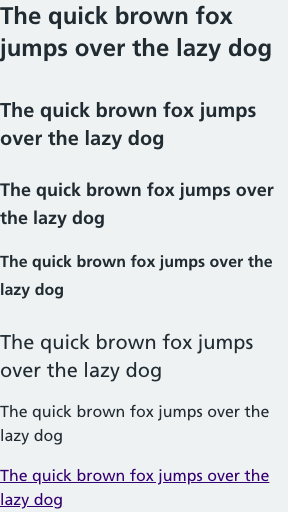 The quick brown fox
jumps over the lazy dog
The quick brown fox jumps
over the lazy dog
The quick brown fox jumps over
the lazy dog
The quick brown fox jumps over the
lazy dog
The quick brown fox jumps
over the lazy dog
The quick brown fox jumps over the
lazy dog
The quick brown fox jumps over the
lazy dog